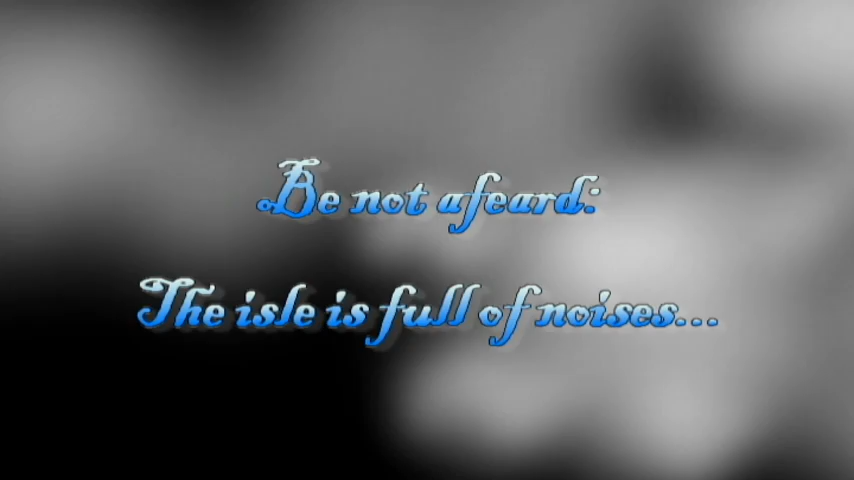 Be not afeard:
The isle is full of noises...